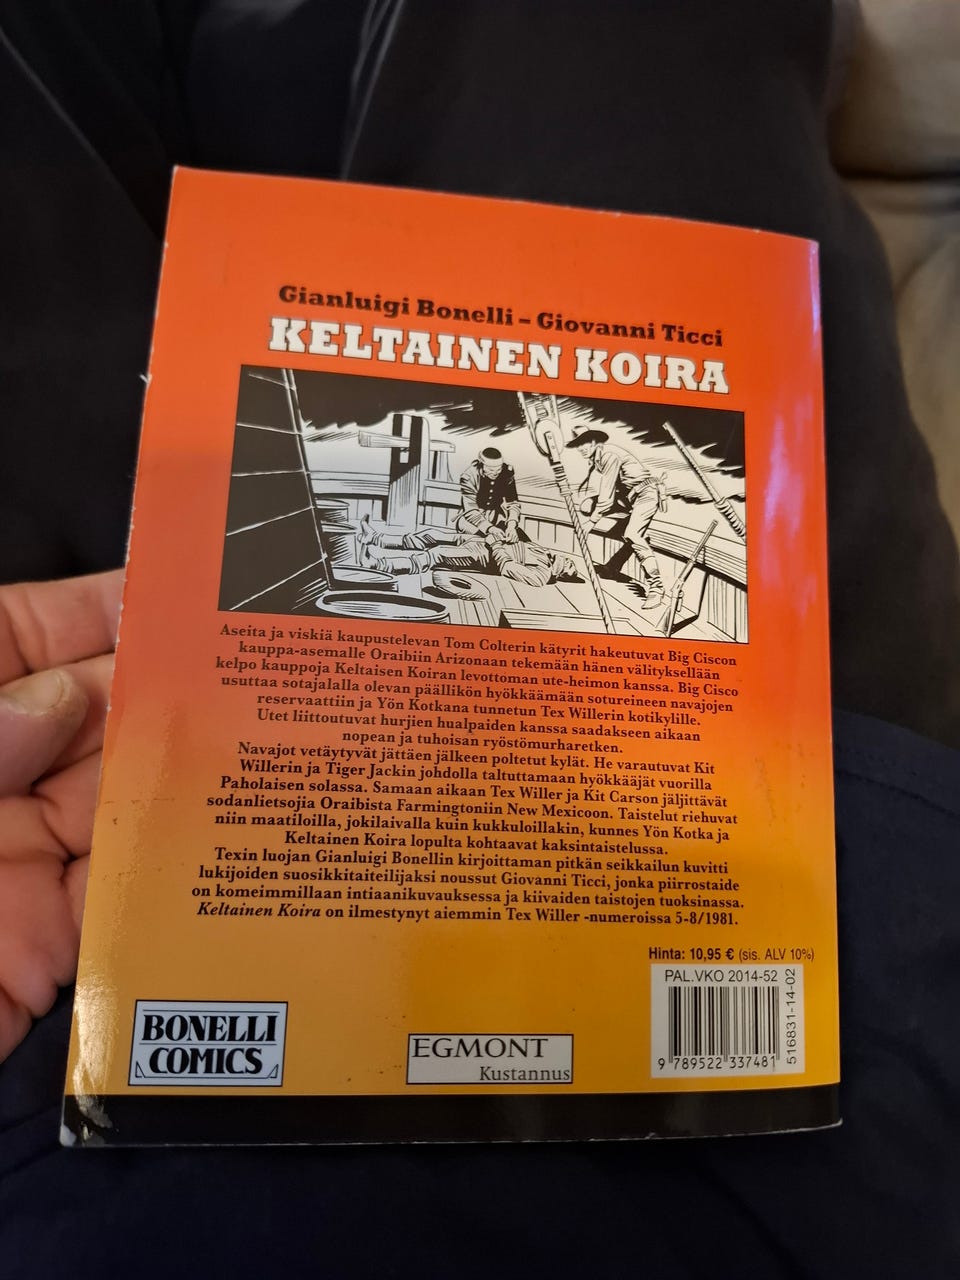 Gianluigi Bonelli – Giovanni Ticci
KELTAINEN KOIRA
Aseita ja viskiä kaupustelevan Tom Colterin kätyrit hakeutuvat Big Ciscon
kauppa-asemalle Oraibiin Arizonaan tekemään hänen välityksellään
kelpo kauppoja Keltaisen Koiran levottoman ute-heimon kanssa. Big Cisco
usuttaa sotajalalla olevan päällikön hyökkäämään sotureineen navajojen
reservaattiin ja Yön Kotkana tunnetun Tex Willerin kotikylille.
Utet liittoutuvat hurjien hualpaiden kanssa saadakseen aikaan
nopean ja tuhoisan ryöstömurharetken.
Navajot vetäytyvät jättäen jälkeen poltetut kylät. He varautuvat Kit
Willerin ja Tiger Jackin johdolla taltuttamaan hyökkääjät vuorilla
Paholaisen solassa. Samaan aikaan Tex Willer ja Kit Carson jäljittävät
sodanlietsojia Oraibista Farmingtoniin New Mexicoon. Taistelut riehuvat
niin maatiloilla, jokilaivalla kuin kukkuloillakin, kunnes Yön Kotka ja
Keltainen Koira lopulta kohtaavat kaksintaistelussa.
Texin luojan Gianluigi Bonellin kirjoittaman pitkän seikkailun kuvitti
lukijoiden suosikkitaiteilijaksi noussut Giovanni Ticci, jonka piirrostaide
on komeimmillaan intiaanikuvauksessa ja kiivaiden taistojen tuoksinassa.
Keltainen Koira on ilmestynyt aiemmin Tex Willer -numeroissa 5-8/1981.
Hinta: 10,95 € (sis. ALV 10%)
PAL.VKO 2014-52
516831-14-02
9 789522 337481
BONELLI
COMICS
EGMONT
Kustannus